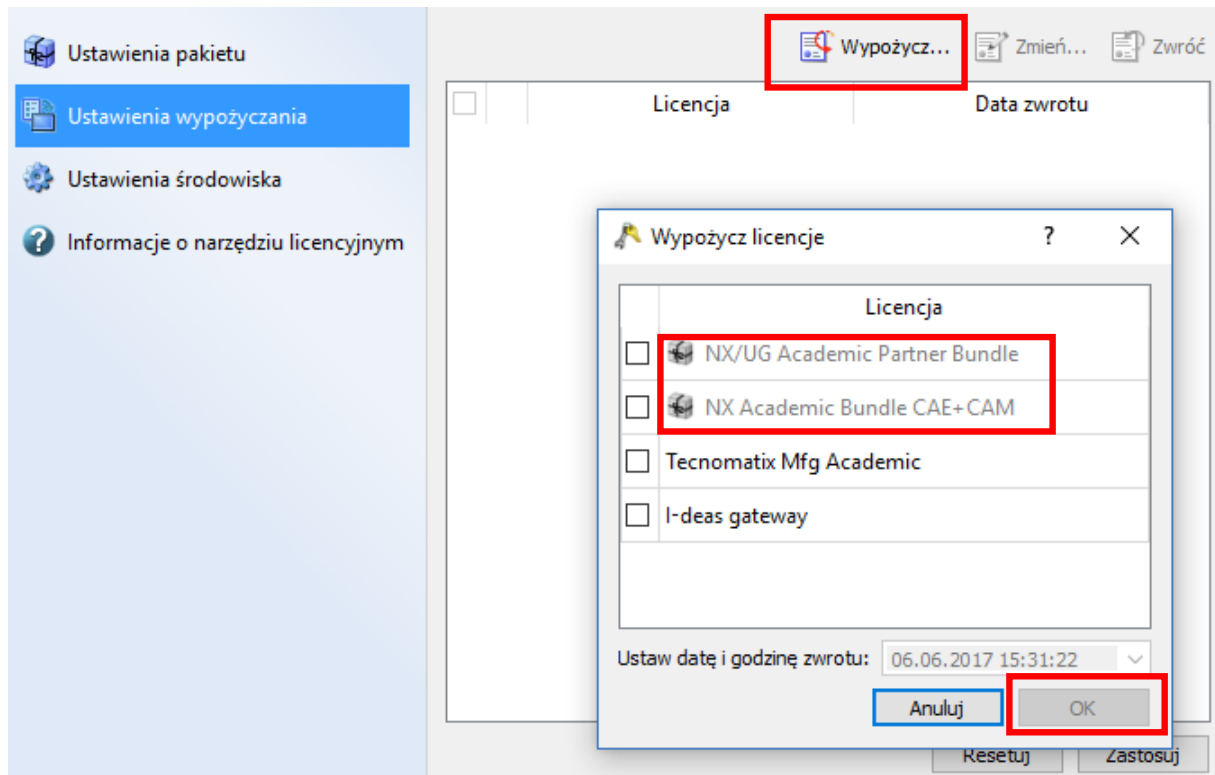 Ustawienia pakietu
Ustawienia wypożyczania
Ustawienia środowiska
Informacje o narzędziu licencyjnym
Wypożycz... Zmień... Zwróć
Licencja Data zwrotu
Wypożycz licencje ?
Licencja
NX/UG Academic Partner Bundle
NX Academic Bundle CAE+CAM
Tecnomatix Mfg Academic
I-deas gateway
Ustaw datę i godzinę zwrotu: 06.06.2017 15:31:22
Anuluj OK
Resetuj Zastosuj